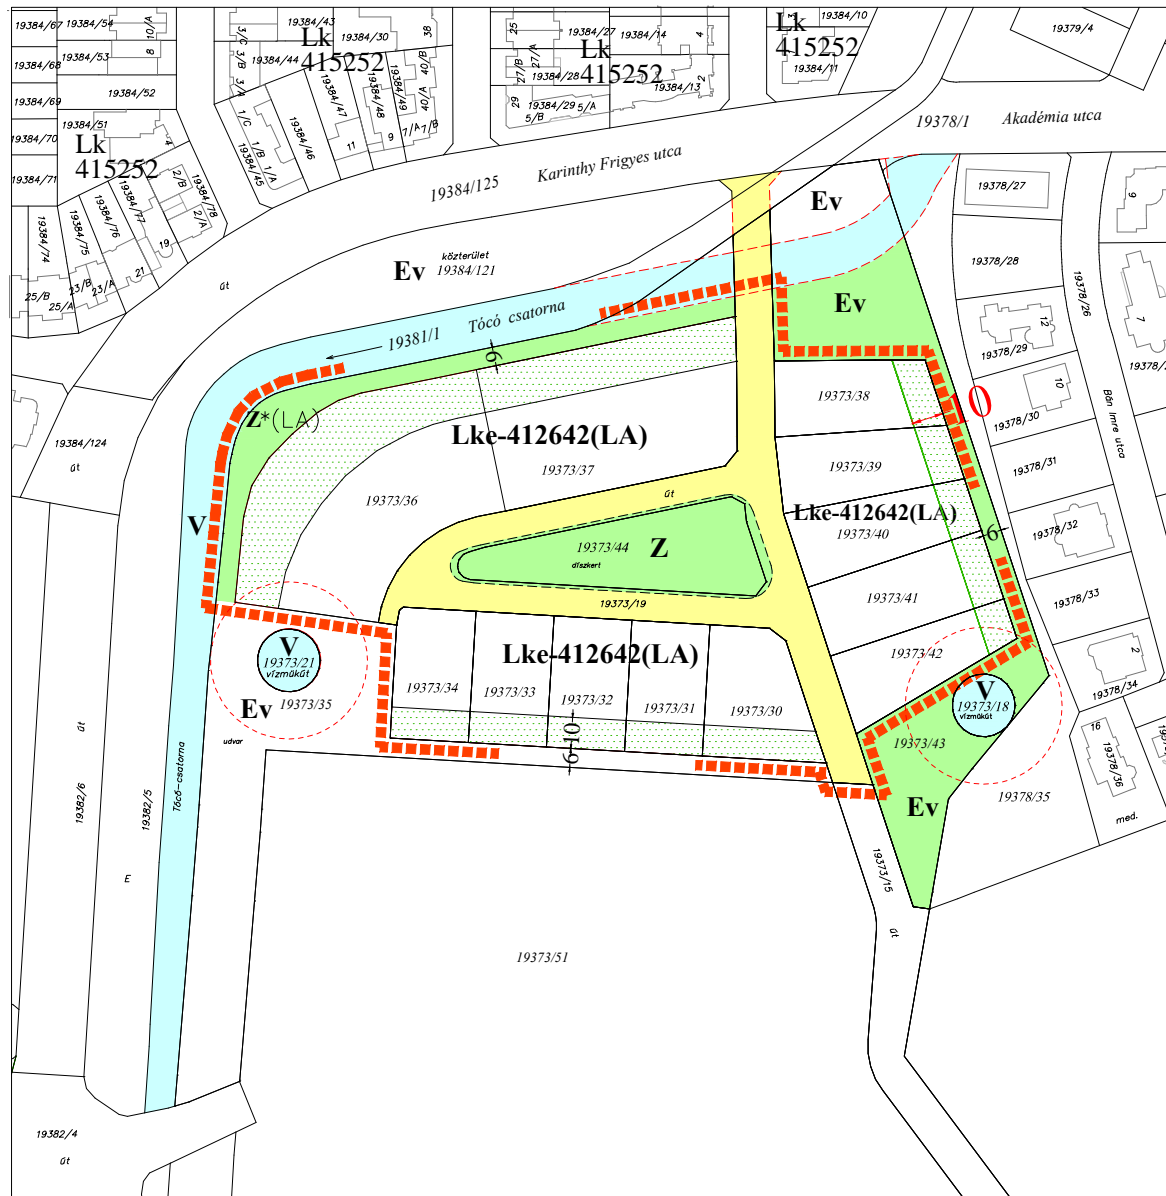 19384/67
19384/54
10/A
19384/43
3/C
19384/30
38
25
19384/27
19384/14
4
3
19384/10
19379/4
Lk
415252
Lk
415252
Lk
415252
19384/53
8
3/B
19384/44
40/B
27/B
27/A
19384/28
19384/11
19384/68
19384/52
3/A
19384/47
19384/48
19384/49
40/A
29
19384/29
5/A
5/B
19384/13
2
19384/69
19384/51
1/C
19384/46
11
9
7/A
7/B
19378/1
Akadémia utca
19384/70
4
Lk
415252
1/B
1/A
19384/45
Karinthy Frigyes utca
19384/125
19384/71
2/B
2/A
19384/78
19384/77
19384/76
19384/75
19384/74
19
21
23/A
23/B
25/A
25/B
Ev
19378/27
9
közterület
Ev 19384/121
út
19378/28
19378/26
Ev
Tócó csatorna
19381/1
12
19378/29
7
6
10
19373/38
10
19378/30
Bán Imre utca
Z*(LA)
Lke-412642(LA)
19384/124
út
19373/37
19373/39
19378/31
19373/36
út
Lke-412642(LA)
V
19373/40
6
19378/32
19373/44
Z
díszkert
19373/19
19373/41
19378/33
V
19373/21
vízműkút
Lke-412642(LA)
19373/42
2
19378/34
19373/34
19373/33
19373/32
19373/31
19373/30
V
19373/18
vízműkút
Ev
19373/35
udvar
út
6-10
19373/43
16
19378/36
19378/35
Ev
med.
Tócó-csatorna
19382/6
19382/5
E
19373/15
út
19373/51
19382/4
út